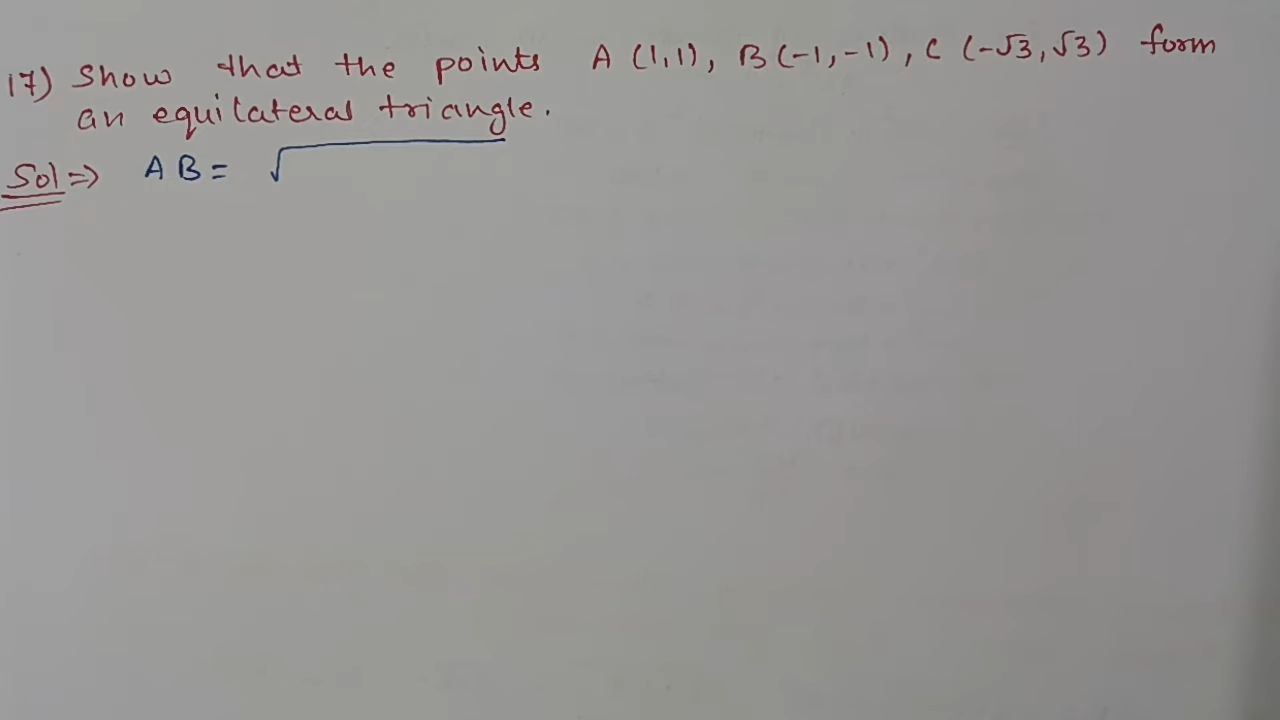 17) Show that the points A (1,1), B (-1,-1), C (-√3,√3) form
an equilateral triangle.
Sol => AB = √